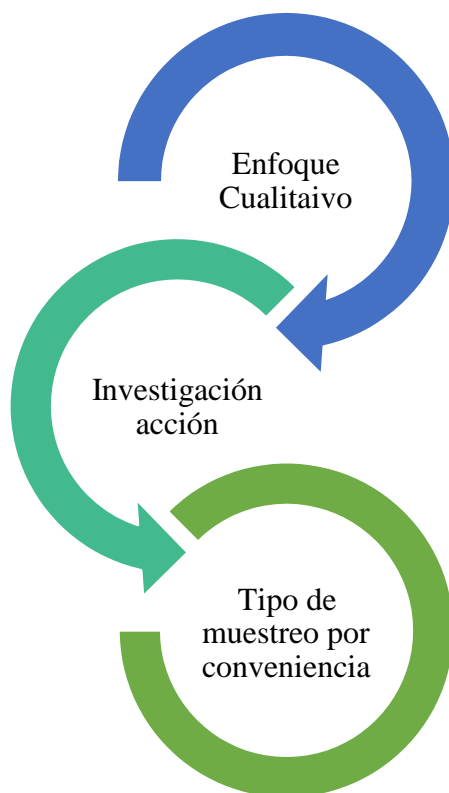 Enfoque
Cualitaivo
Investigación
acción
Tipo de
muestreo por
conveniencia